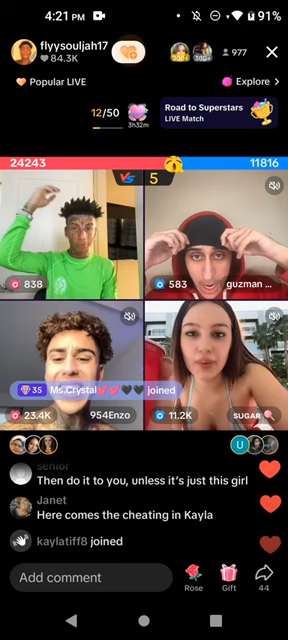 4:21 PM
91%
flyysouljah17
84.3K
977
Popular LIVE
Explore >
12/50
3h32m
Road to Superstars
LIVE Match
24243
11816
VS 5
838
583
guzman ...
35 Ms.Crystal💕💕🖤🖤 joined
23.4K
954Enzo
11.2K
SUGAR 🍭
U
senior
Then do it to you, unless it's just this girl
Janet
Here comes the cheating in Kayla
kaylatiff8 joined
Add comment
Rose
Gift
44